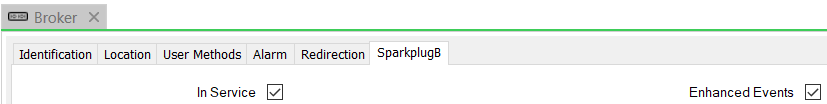 Broker
Identification Location User Methods Alarm Redirection SparkplugB
In Service Enhanced Events